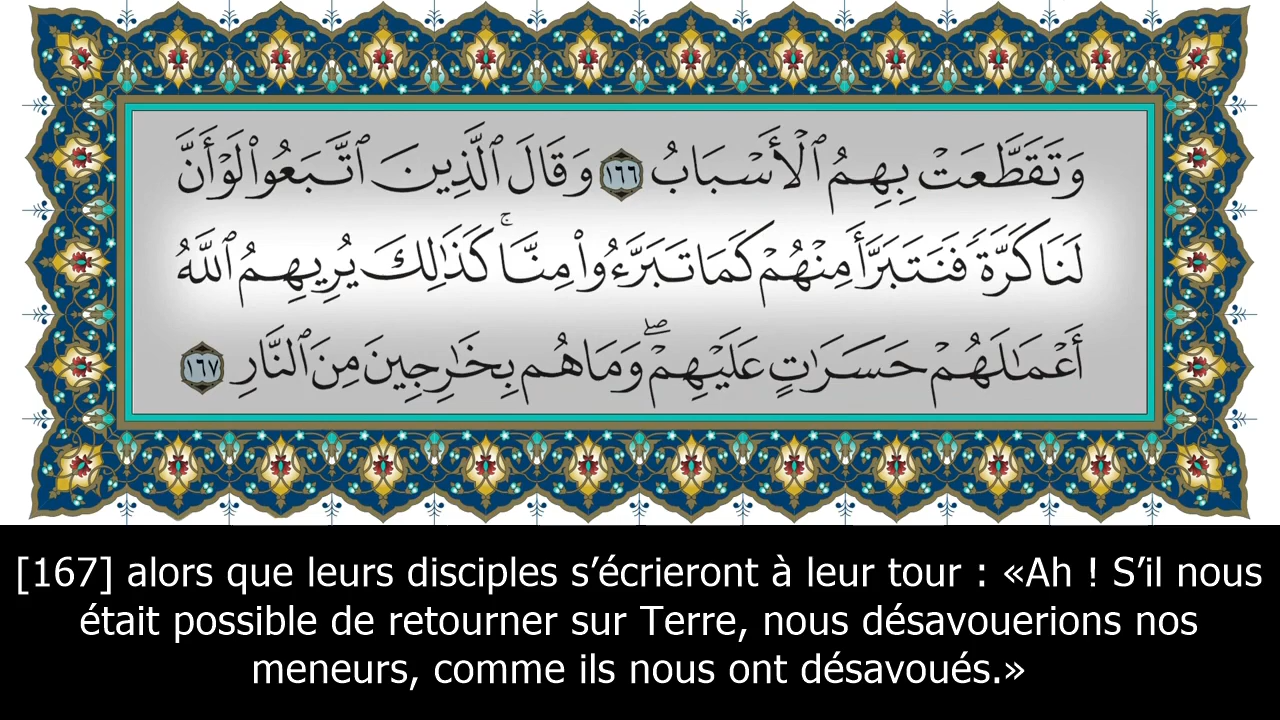 وَتَقَطَّعَتْ بِهِمُ ٱلْأَسْبَابُ ١٦٦ وَقَالَ ٱلَّذِينَ ٱتَّبَعُوا۟ لَوْ أَنَّ
لَنَا كَرَّةً فَنَتَبَرَّأَ مِنْهُمْ كَمَا تَبَرَّءُوا۟ مِنَّا ۗ كَذَٰلِكَ يُرِيهِمُ ٱللَّهُ
أَعْمَٰلَهُمْ حَسَرَٰتٍ عَلَيْهِمْ ۖ وَمَا هُم بِخَٰرِجِينَ مِنَ ٱلنَّارِ ١٦٧
[167] alors que leurs disciples s’écrieront à leur tour : «Ah ! S’il nous
était possible de retourner sur Terre, nous désavouerions nos
meneurs, comme ils nous ont désavoués.»